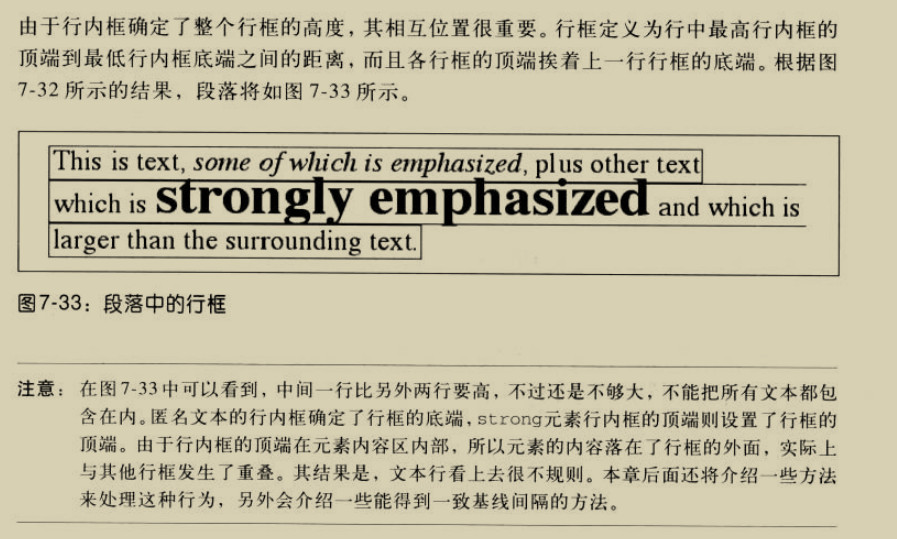 由于行内框确定了整个行框的高度，其相互位置很重要。行框定义为行中最高行内框的
顶端到最低行内框底端之间的距离，而且各行框的顶端挨着上一行行框的底端。根据图
7-32 所示的结果，段落将如图 7-33 所示。
This is text, some of which is emphasized, plus other text
which is strongly emphasized and which is
larger than the surrounding text.
图7-33：段落中的行框
注意： 在图7-33中可以看到，中间一行比另外两行要高，不过还是不够大，不能把所有文本都包
含在内。匿名文本的行内框确定了行框的底端，strong元素行内框的顶端则设置了行框的
顶端。由于行内框的顶端在元素内容区内部，所以元素的内容落在了行框的外面，实际上
与其他行框发生了重叠。其结果是，文本行看上去很不规则。本章后面还将介绍一些方法
来处理这种行为，另外会介绍一些能得到一致基线间隔的方法。